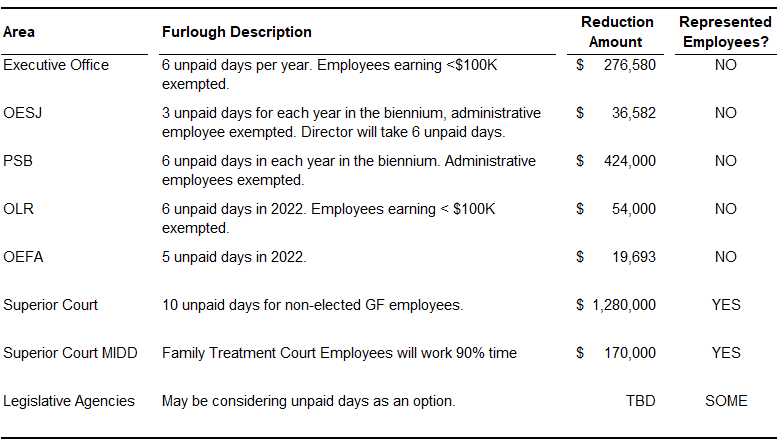 Area Furlough Description Reduction Amount Represented Employees?
Executive Office 6 unpaid days per year. Employees earning <$100K $ 276,580 NO
exempted.
OESJ 3 unpaid days for each year in the biennium, administrative $ 36,582 NO
employee exempted. Director will take 6 unpaid days.
PSB 6 unpaid days in each year in the biennium. Administrative $ 424,000 NO
employees exempted.
OLR 6 unpaid days in 2022. Employees earning < $100K $ 54,000 NO
exempted.
OEFA 5 unpaid days in 2022. $ 19,693 NO
Superior Court 10 unpaid days for non-elected GF employees. $ 1,280,000 YES
Superior Court MIDD Family Treatment Court Employees will work 90% time $ 170,000 YES
Legislative Agencies May be considering unpaid days as an option. TBD SOME